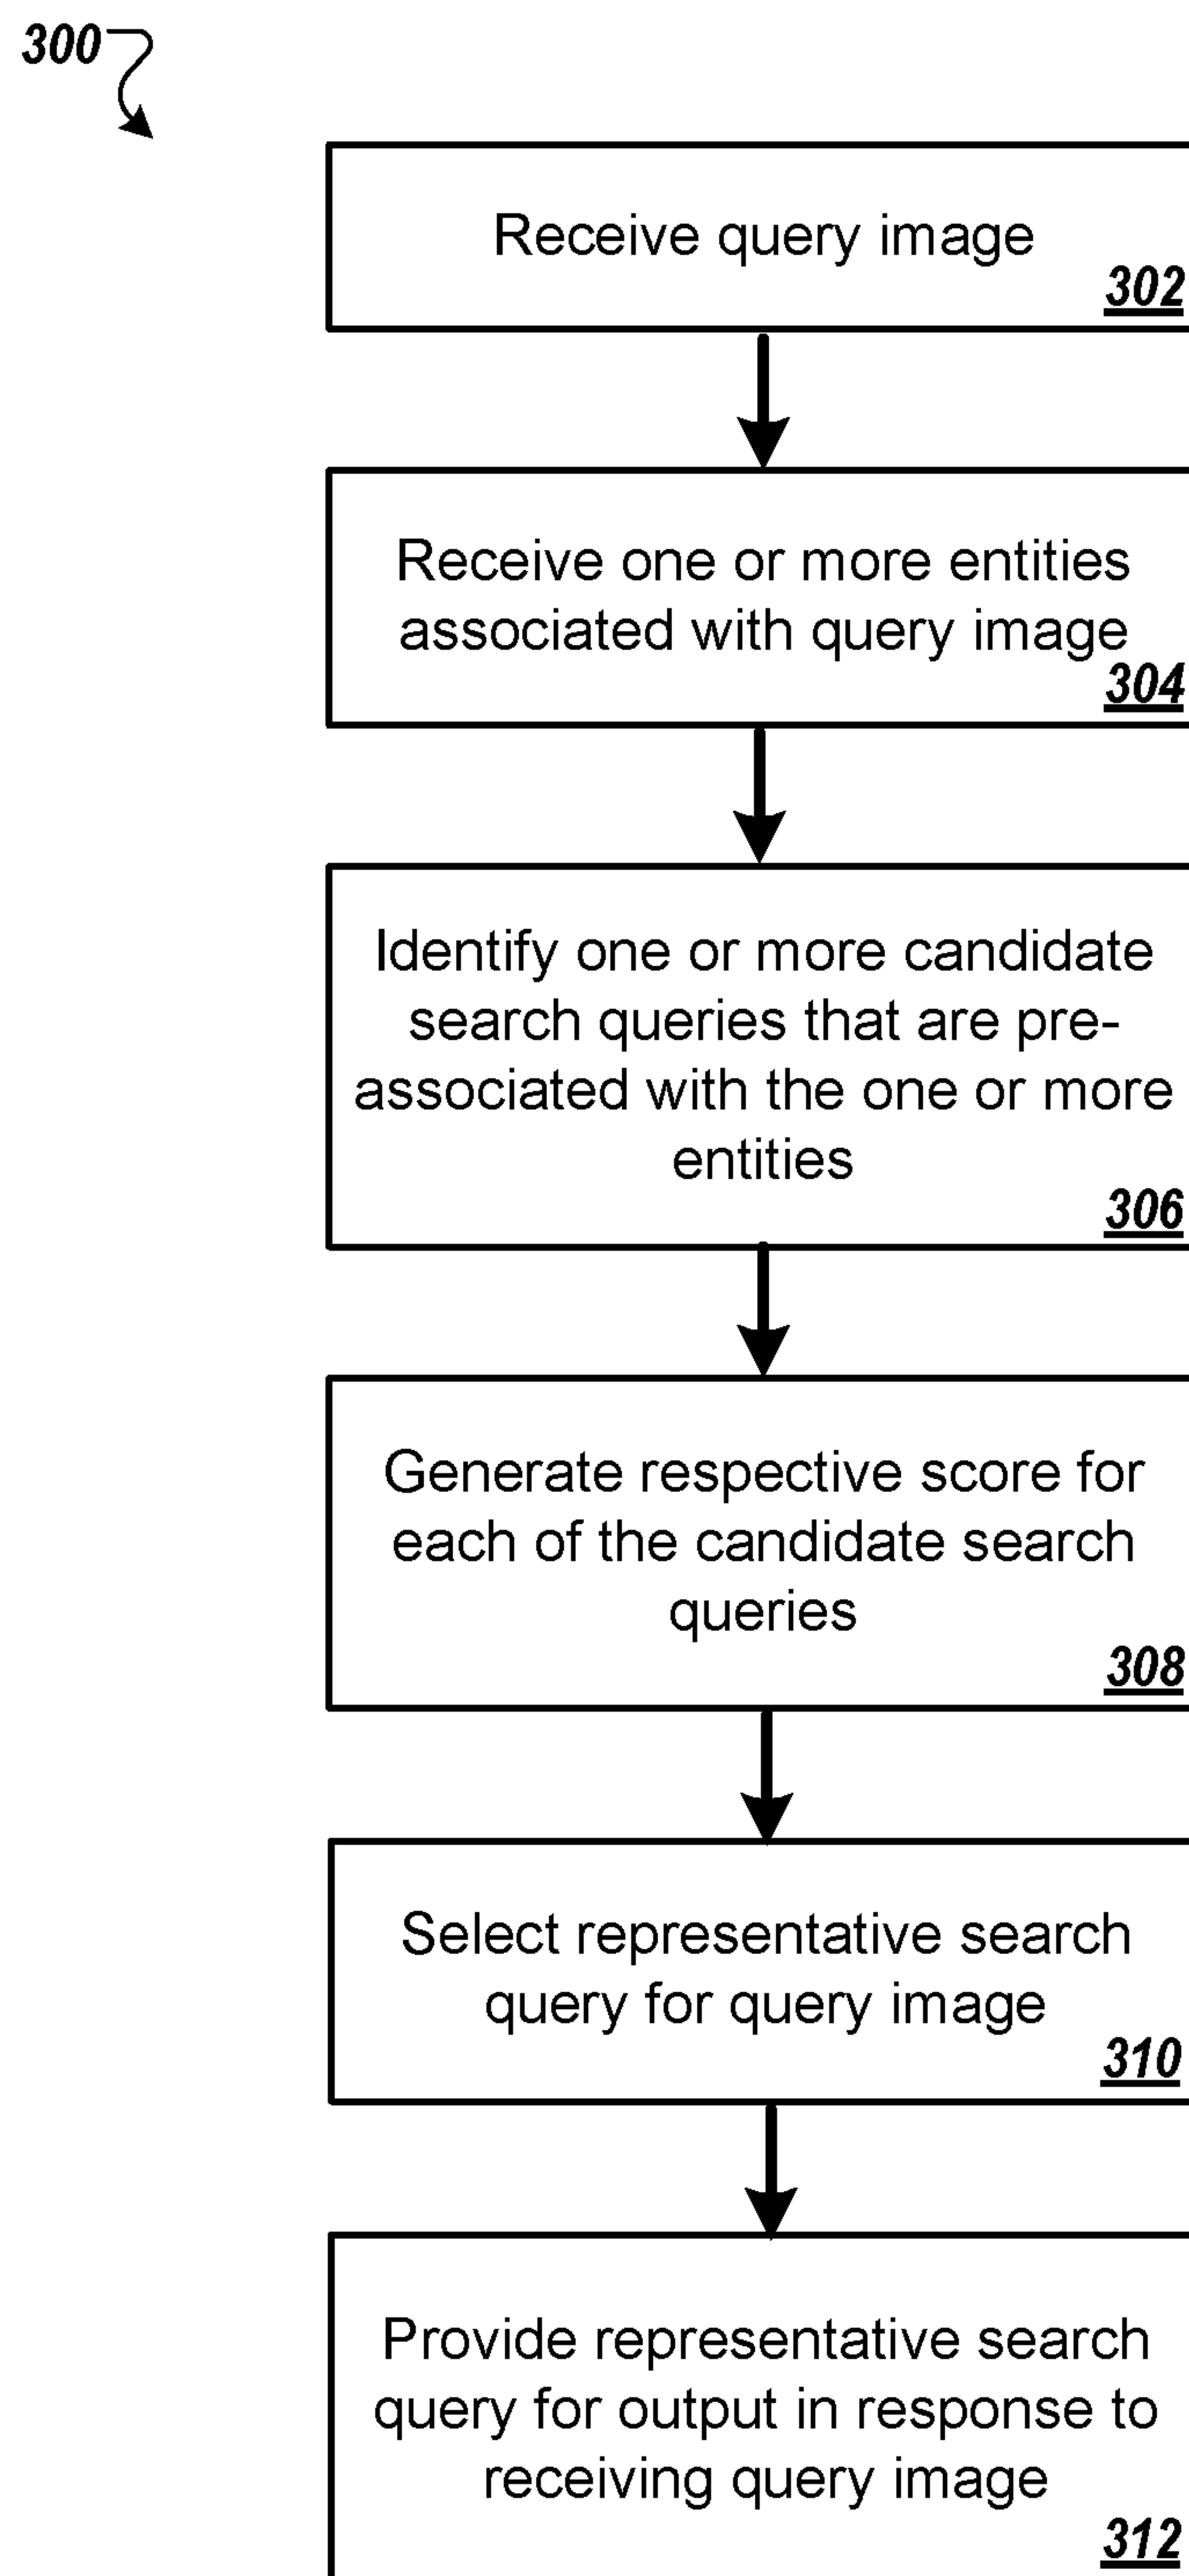 300
Receive query image
302
Receive one or more entities
associated with query image
304
Identify one or more candidate
search queries that are pre-
associated with the one or more
entities
306
Generate respective score for
each of the candidate search
queries
308
Select representative search
query for query image
310
Provide representative search
query for output in response to
receiving query image
312